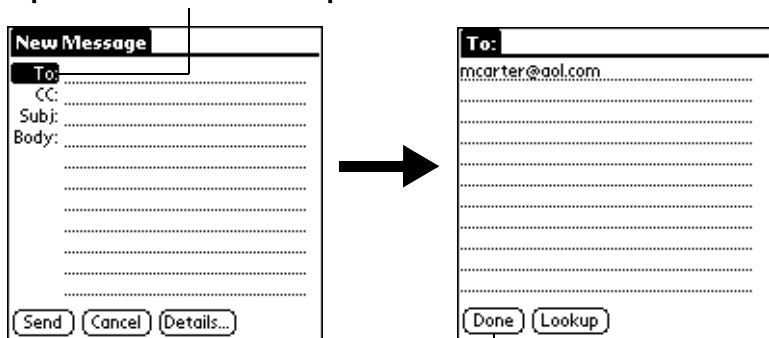 New Message
To:
CC:
Subj:
Body:
Send Cancel Details...
To:
mcarter@aol.com
Done Lookup